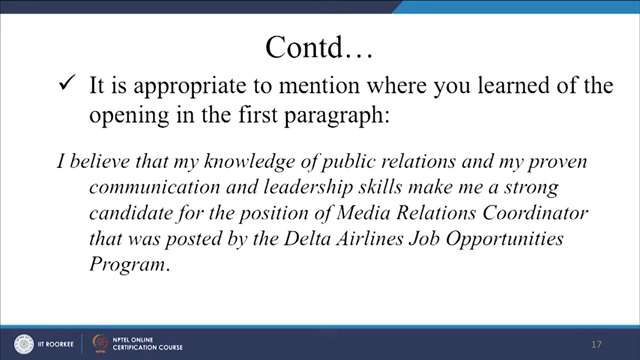 Contd…
✓ It is appropriate to mention where you learned of the
opening in the first paragraph:
I believe that my knowledge of public relations and my proven
communication and leadership skills make me a strong
candidate for the position of Media Relations Coordinator
that was posted by the Delta Airlines Job Opportunities
Program.
IIT ROORKEE
NPTEL ONLINE
CERTIFICATION COURSE
17